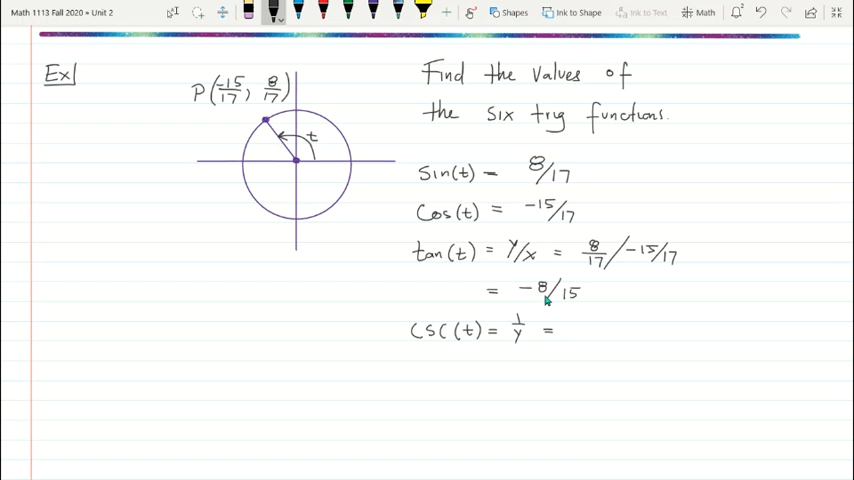 Math 1113 Fall 2020 » Unit 2
Shapes
Ink to Shape
Ink to Text
Math
Ex
P(-15/17, 8/17)
t
Find the values of
the six trig functions.
Sin(t) = 8/17
Cos(t) = -15/17
tan(t) = y/x = 8/17 / -15/17
= -8/15
CSC(t) = 1/y =